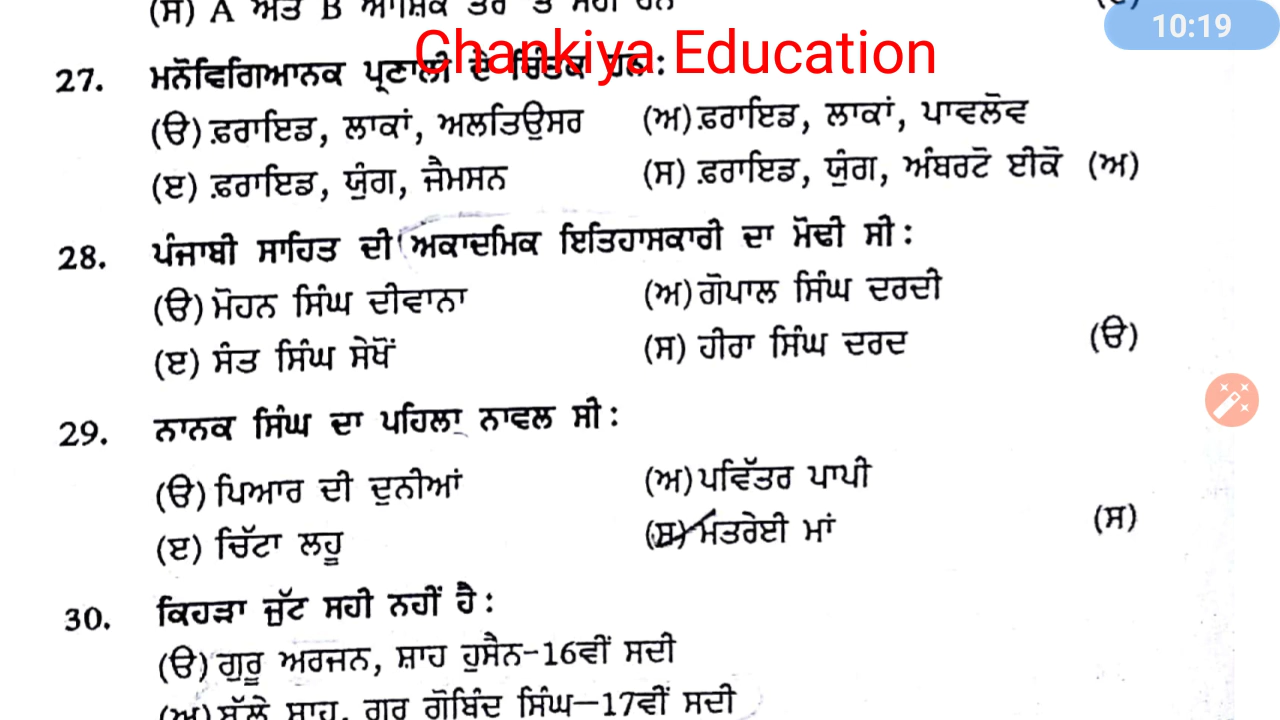 (ਸ) A ਅਤੇ B ਆਂਸ਼ਿਕ ਤੌਰ ਤੇ ਸਹੀ ਹਨ
10:19
Chankiya Education
27. ਮਨੋਵਿਗਿਆਨਕ ਪ੍ਰਣਾਲੀ ਦੇ ਚਿੰਤਕ ਹਨ :
(ੳ) ਫ਼ਰਾਇਡ, ਲਾਕਾਂ, ਅਲਤਿਉਸਰ (ਅ) ਫ਼ਰਾਇਡ, ਲਾਕਾਂ, ਪਾਵਲੋਵ
(ੲ) ਫ਼ਰਾਇਡ, ਯੁੰਗ, ਜੈਮਸਨ (ਸ) ਫ਼ਰਾਇਡ, ਯੁੰਗ, ਅੰਬਰਟੋ ਈਕੋ (ਅ)
28. ਪੰਜਾਬੀ ਸਾਹਿਤ ਦੀ ਅਕਾਦਮਿਕ ਇਤਿਹਾਸਕਾਰੀ ਦਾ ਮੋਢੀ ਸੀ :
(ੳ) ਮੋਹਨ ਸਿੰਘ ਦੀਵਾਨਾ (ਅ) ਗੋਪਾਲ ਸਿੰਘ ਦਰਦੀ
(ੲ) ਸੰਤ ਸਿੰਘ ਸੇਖੋਂ (ਸ) ਹੀਰਾ ਸਿੰਘ ਦਰਦ (ੳ)
29. ਨਾਨਕ ਸਿੰਘ ਦਾ ਪਹਿਲਾ ਨਾਵਲ ਸੀ :
(ੳ) ਪਿਆਰ ਦੀ ਦੁਨੀਆਂ (ਅ) ਪਵਿੱਤਰ ਪਾਪੀ
(ੲ) ਚਿੱਟਾ ਲਹੂ (ਸ) ਮਤਰੇਈ ਮਾਂ (ਸ)
30. ਕਿਹੜਾ ਜੁੱਟ ਸਹੀ ਨਹੀਂ ਹੈ :
(ੳ) ਗੁਰੂ ਅਰਜਨ, ਸ਼ਾਹ ਹੁਸੈਨ-16ਵੀਂ ਸਦੀ
(ਅ) ਬੁੱਲ੍ਹੇ ਸ਼ਾਹ, ਗੁਰੂ ਗੋਬਿੰਦ ਸਿੰਘ–17ਵੀਂ ਸਦੀ